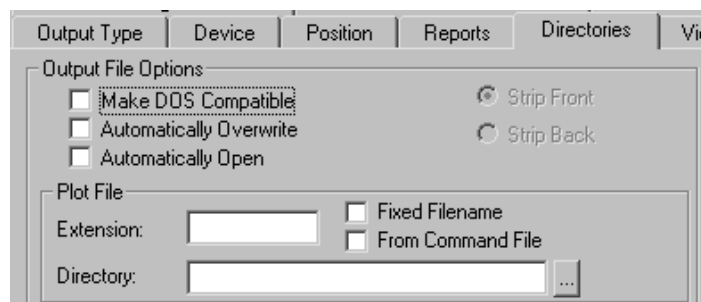 Output Type Device Position Reports Directories
Output File Options
Make DOS Compatible Strip Front
Automatically Overwrite Strip Back
Automatically Open
Plot File
Extension: Fixed Filename
From Command File
Directory: ...